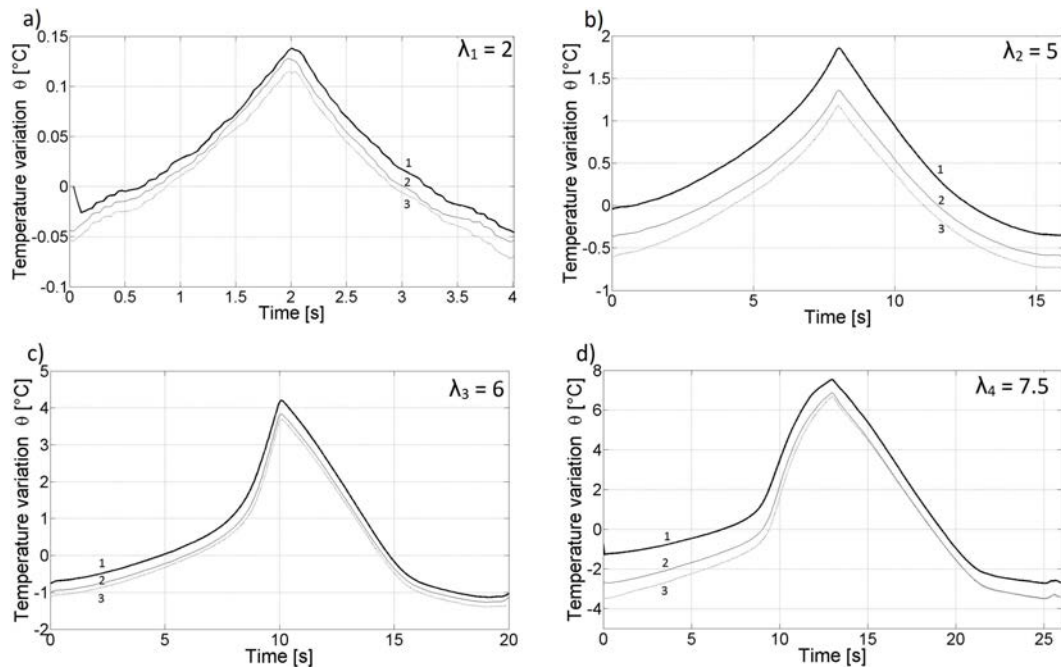 a)
λ₁ = 2
Temperature variation θ [°C]
0.15
0.1
0.05
0
-0.05
-0.1
1
2
3
0 0.5 1 1.5 2 2.5 3 3.5 4
Time [s]
b)
λ₂ = 5
Temperature variation θ [°C]
2
1.5
1
0.5
0
-0.5
-1
1
2
3
0 5 10 15
Time [s]
c)
λ₃ = 6
Temperature variation θ [°C]
5
4
3
2
1
0
-1
-2
1
2
3
0 5 10 15 20
Time [s]
d)
λ₄ = 7.5
Temperature variation θ [°C]
8
6
4
2
0
-2
-4
1
2
3
0 5 10 15 20 25
Time [s]